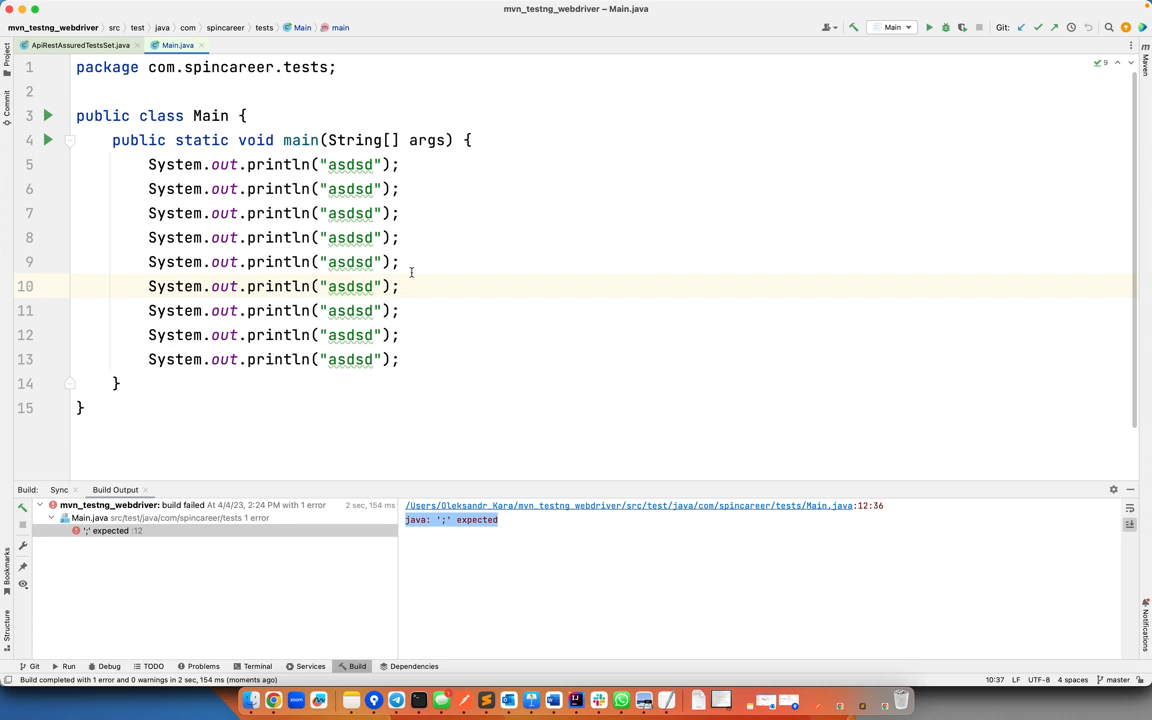 mvn_testng_webdriver – Main.java
mvn_testng_webdriver › src › test › java › com › spincareer › tests › Main › main
Main
Git:
Project
ApiRestAssuredTestsSet.java
Main.java
Maven
1 package com.spincareer.tests;
9
2
Commit
3 public class Main {
4 public static void main(String[] args) {
5 System.out.println("asdsd");
6 System.out.println("asdsd");
7 System.out.println("asdsd");
8 System.out.println("asdsd");
9 System.out.println("asdsd");
10 System.out.println("asdsd");
11 System.out.println("asdsd");
12 System.out.println("asdsd");
13 System.out.println("asdsd");
14 }
15 }
Build: Sync Build Output
mvn_testng_webdriver: build failed At 4/4/23, 2:24 PM with 1 error 2 sec, 154 ms
Main.java src/test/java/com/spincareer/tests 1 error
';' expected :12
/Users/Oleksandr_Kara/mvn_testng_webdriver/src/test/java/com/spincareer/tests/Main.java:12:36
java: ';' expected
Bookmarks
Structure
Notifications
Git Run Debug TODO Problems Terminal Services Build Dependencies
Build completed with 1 error and 0 warnings in 2 sec, 154 ms (moments ago)
10:37 LF UTF-8 4 spaces master
zoom